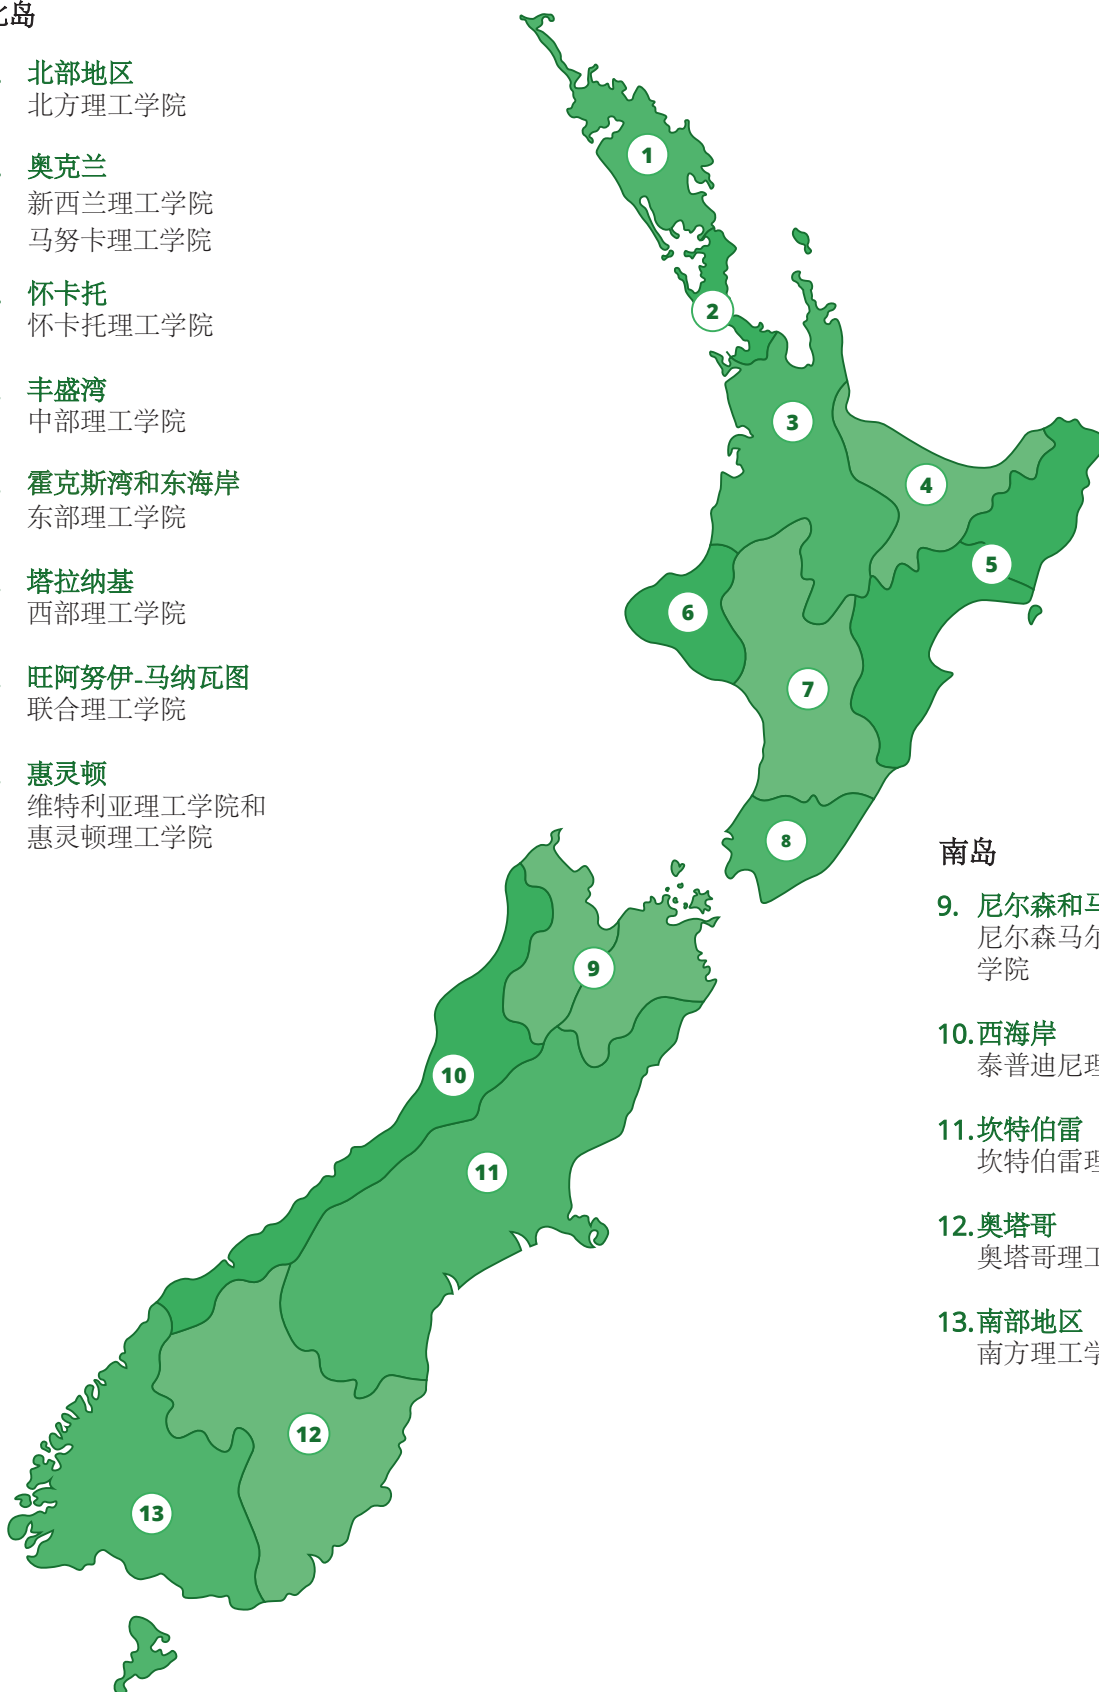 北岛
北部地区
北方理工学院
奥克兰
新西兰理工学院
马努卡理工学院
怀卡托
怀卡托理工学院
丰盛湾
中部理工学院
霍克斯湾和东海岸
东部理工学院
塔拉纳基
西部理工学院
旺阿努伊-马纳瓦图
联合理工学院
惠灵顿
维特利亚理工学院和
惠灵顿理工学院
1
2
3
4
5
6
7
8
9
10
11
12
13
南岛
9. 尼尔森和马
尼尔森马尔
学院
10. 西海岸
泰普迪尼理
11. 坎特伯雷
坎特伯雷理
12. 奥塔哥
奥塔哥理工
13. 南部地区
南方理工学